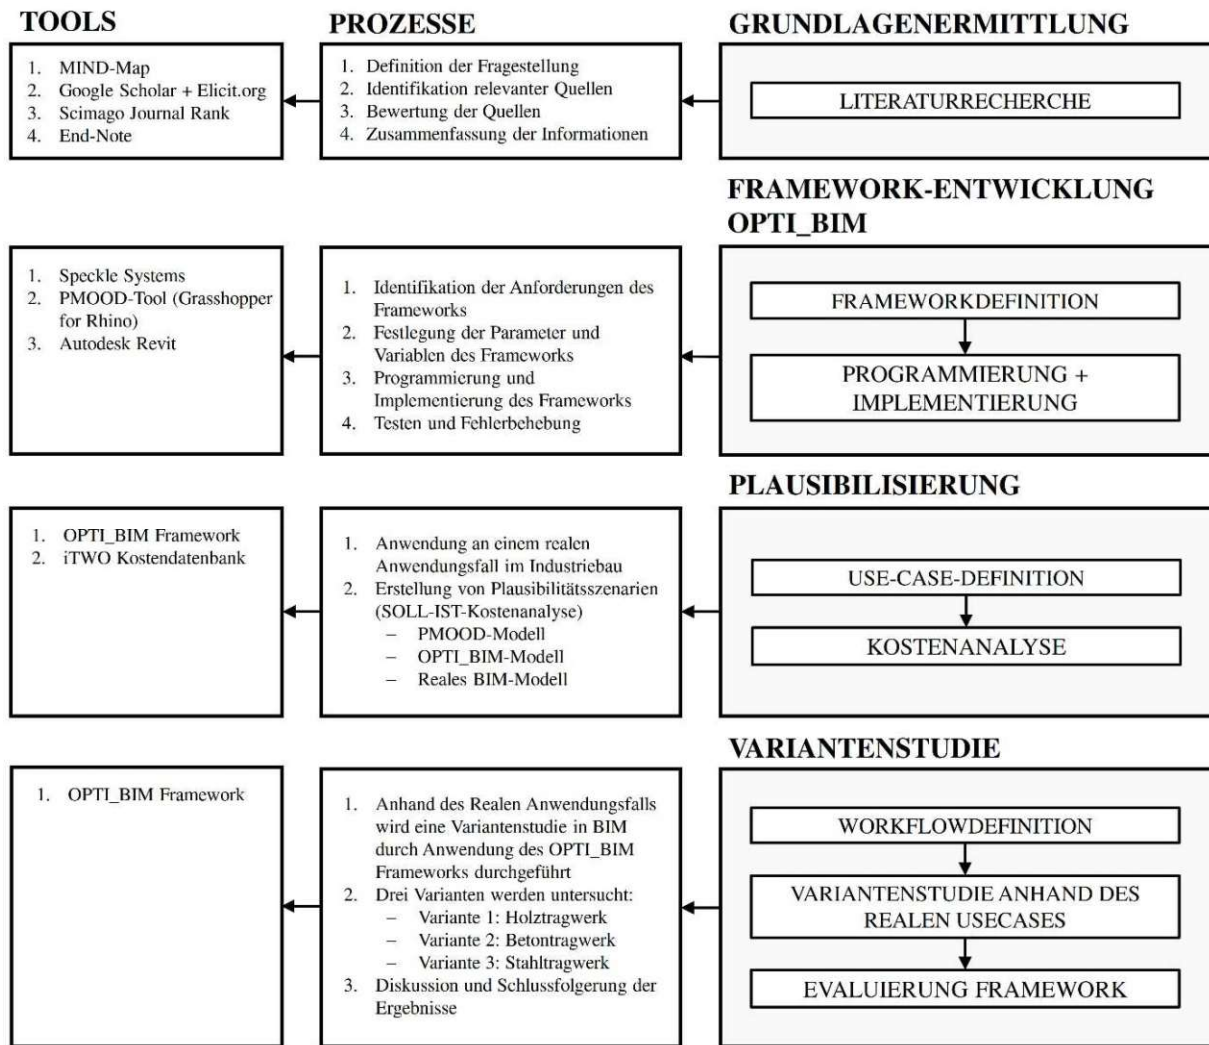 TOOLS
PROZESSE
GRUNDLAGENERMITTLUNG
1. MIND-Map
2. Google Scholar + Elicit.org
3. Scimago Journal Rank
4. End-Note
1. Definition der Fragestellung
2. Identifikation relevanter Quellen
3. Bewertung der Quellen
4. Zusammenfassung der Informationen
LITERATURRECHERCHE
FRAMEWORK-ENTWICKLUNG
OPTI_BIM
1. Speckle Systems
2. PMOOD-Tool (Grasshopper
for Rhino)
3. Autodesk Revit
1. Identifikation der Anforderungen des
Frameworks
2. Festlegung der Parameter und
Variablen des Frameworks
3. Programmierung und
Implementierung des Frameworks
4. Testen und Fehlerbehebung
FRAMEWORKDEFINITION
PROGRAMMIERUNG +
IMPLEMENTIERUNG
PLAUSIBILISIERUNG
1. OPTI_BIM Framework
2. iTWO Kostendatenbank
1. Anwendung an einem realen
Anwendungsfall im Industriebau
2. Erstellung von Plausibilitätsszenarien
(SOLL-IST-Kostenanalyse)
– PMOOD-Modell
– OPTI_BIM-Modell
– Reales BIM-Modell
USE-CASE-DEFINITION
KOSTENANALYSE
VARIANTENSTUDIE
1. OPTI_BIM Framework
1. Anhand des Realen Anwendungsfalls
wird eine Variantenstudie in BIM
durch Anwendung des OPTI_BIM
Frameworks durchgeführt
2. Drei Varianten werden untersucht:
– Variante 1: Holztragwerk
– Variante 2: Betontragwerk
– Variante 3: Stahltragwerk
3. Diskussion und Schlussfolgerung der
Ergebnisse
WORKFLOWDEFINITION
VARIANTENSTUDIE ANHAND DES
REALEN USECASES
EVALUIERUNG FRAMEWORK